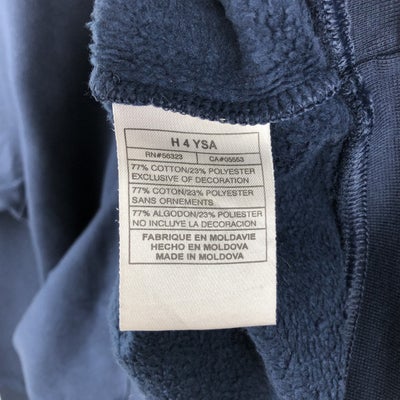 H 4 YSA
RN#56323 CA#05553
77% COTTON/23% POLYESTER
EXCLUSIVE OF DECORATION
77% COTON/23% POLYESTER
SANS ORNEMENTS
77% ALGODON/23% POLIESTER
NO INCLUYE LA DECORACIÓN
FABRIQUE EN MOLDAVIE
HECHO EN MOLDOVA
MADE IN MOLDOVA